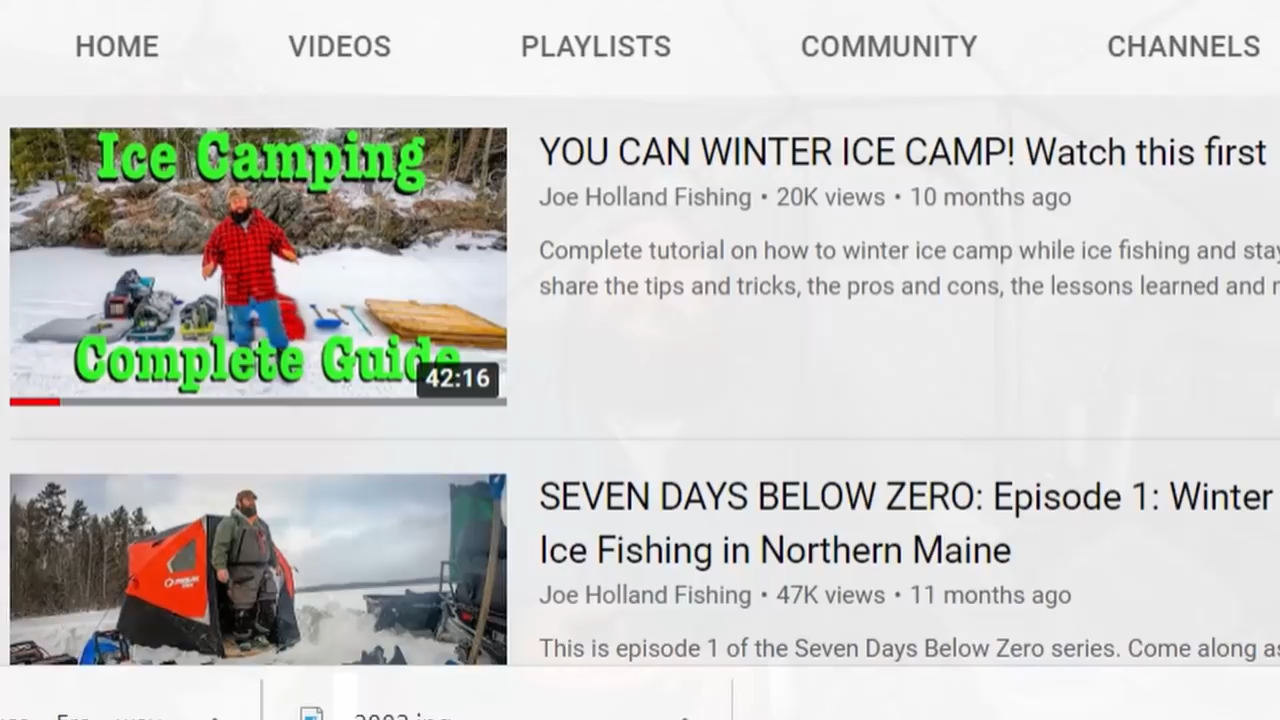 HOME VIDEOS PLAYLISTS COMMUNITY CHANNELS
Ice Camping
Complete Guide
42:16
YOU CAN WINTER ICE CAMP! Watch this first
Joe Holland Fishing • 20K views • 10 months ago
Complete tutorial on how to winter ice camp while ice fishing and stay
share the tips and tricks, the pros and cons, the lessons learned and
SEVEN DAYS BELOW ZERO: Episode 1: Winter
Ice Fishing in Northern Maine
Joe Holland Fishing • 47K views • 11 months ago
This is episode 1 of the Seven Days Below Zero series. Come along as